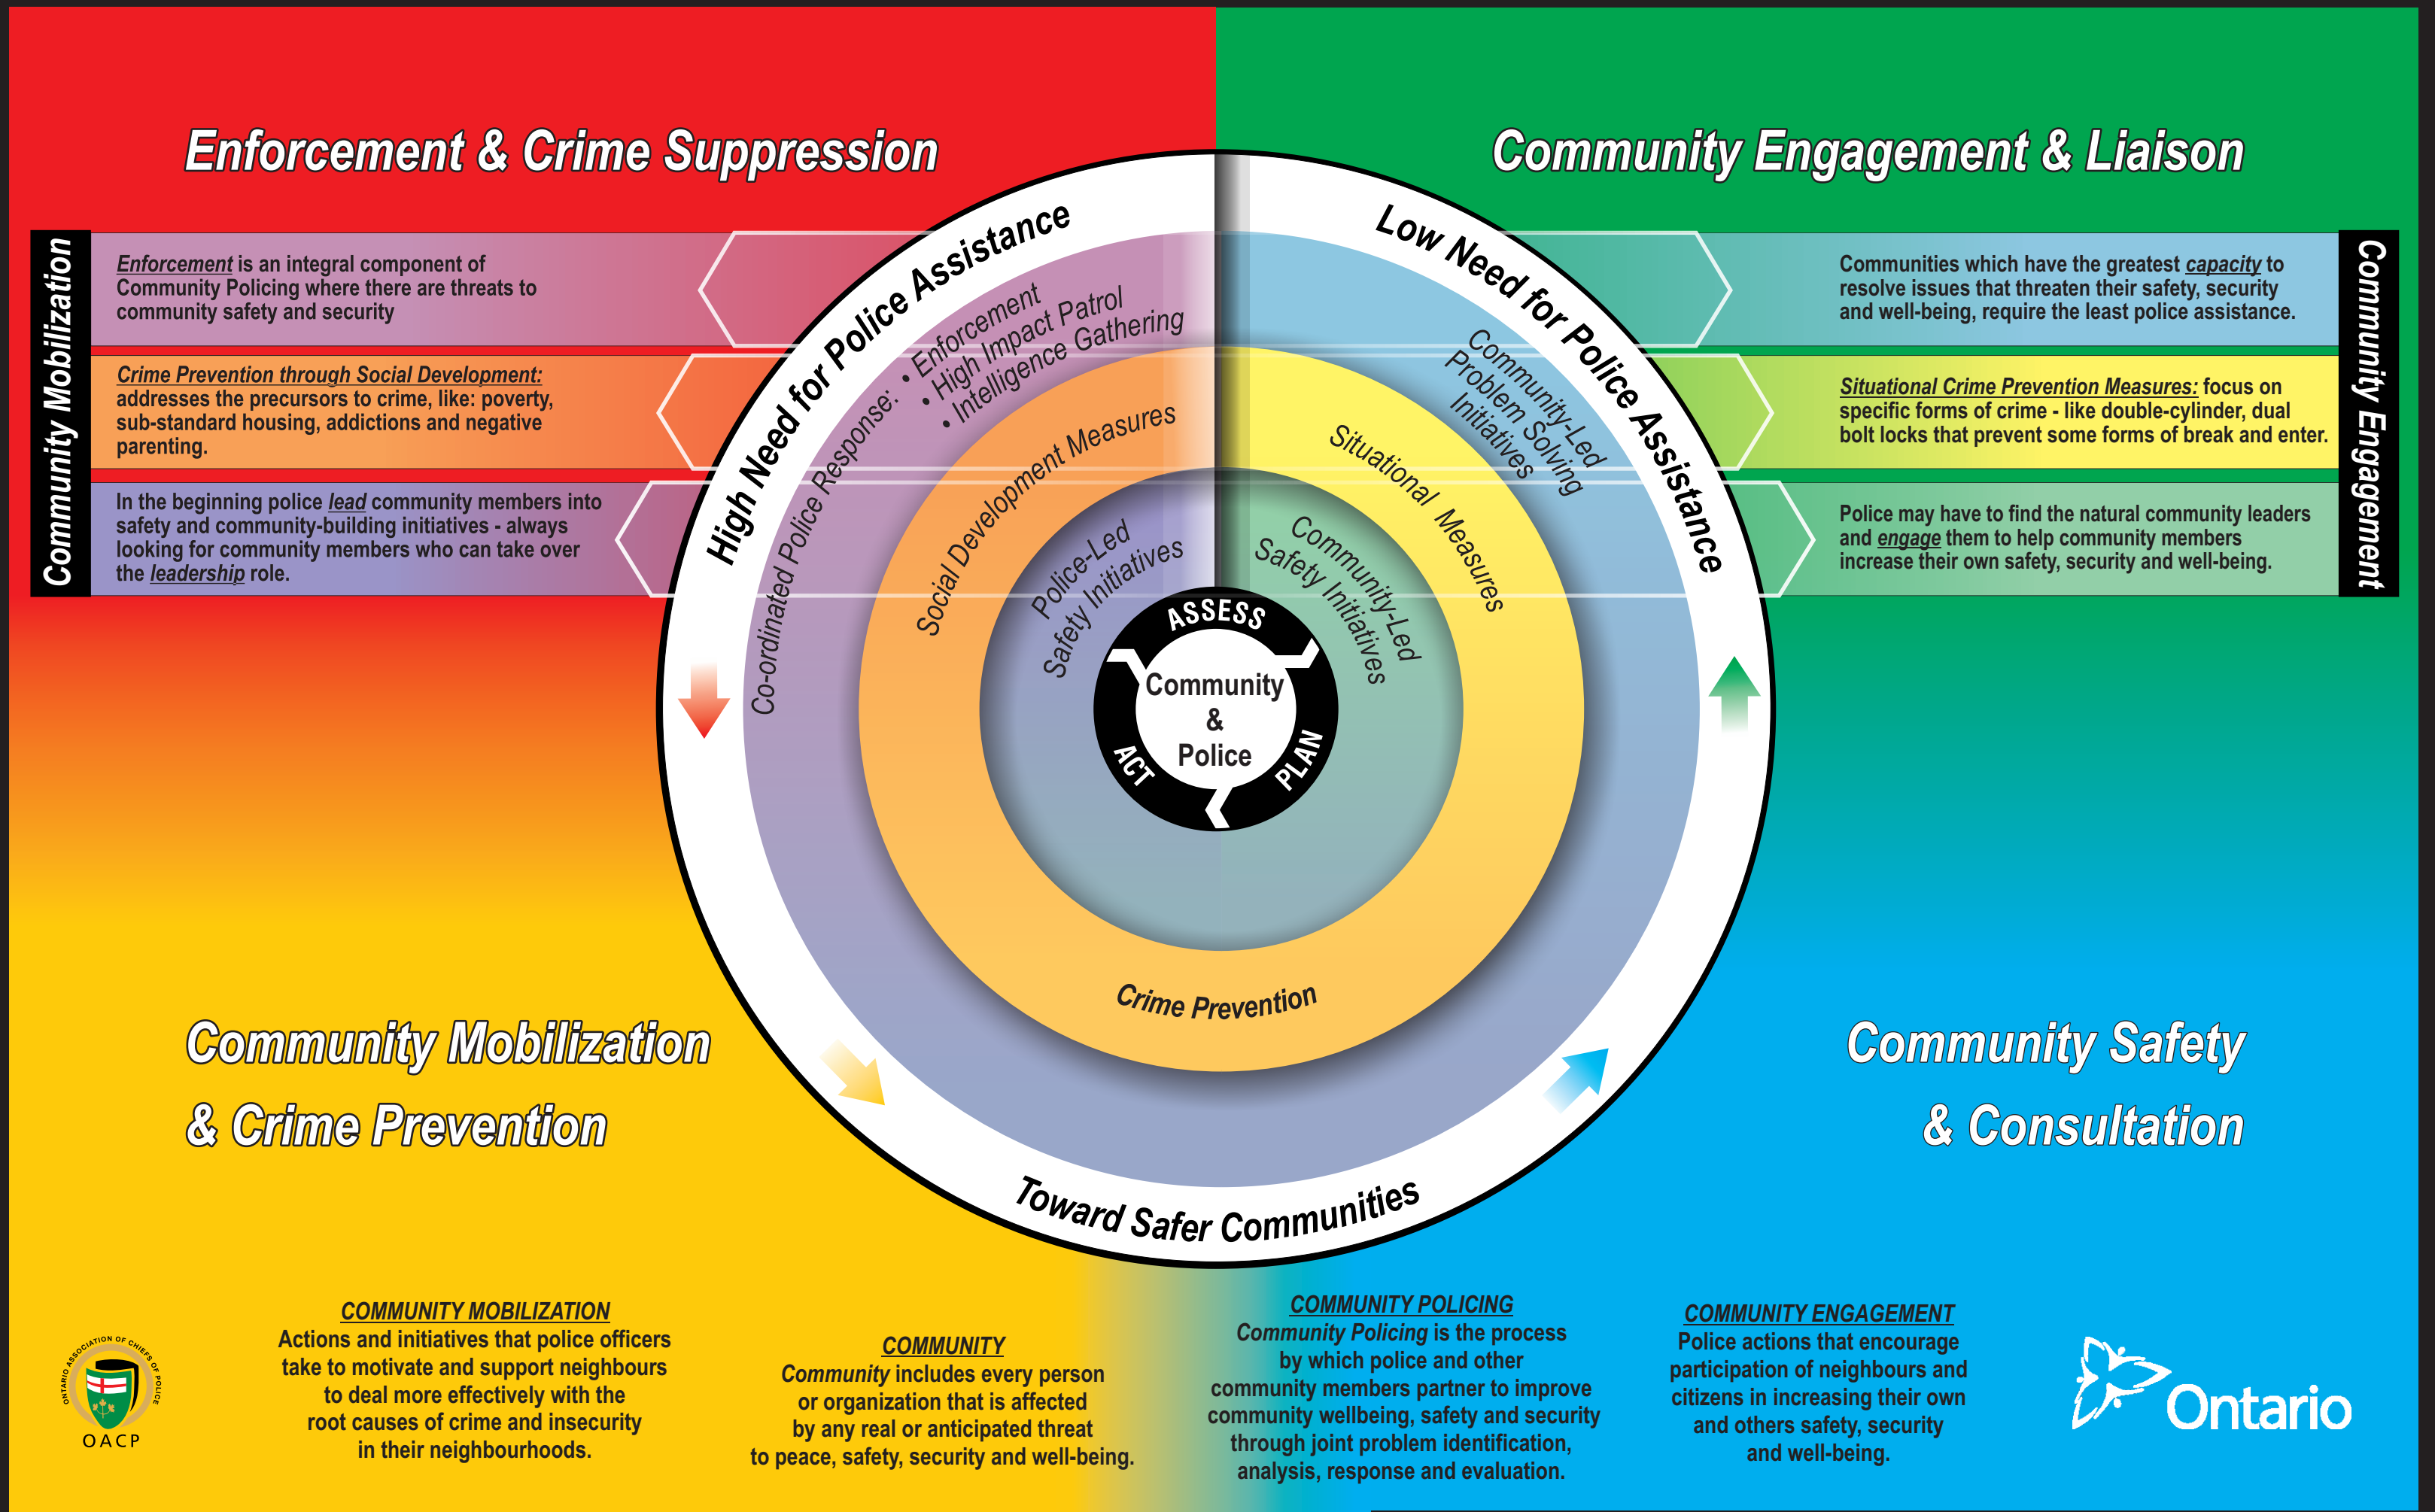 Enforcement & Crime Suppression
Community Engagement & Liaison
Community Mobilization
Enforcement is an integral component of
Community Policing where there are threats to
community safety and security
Crime Prevention through Social Development:
addresses the precursors to crime, like: poverty,
sub-standard housing, addictions and negative
parenting.
In the beginning police lead community members into
safety and community-building initiatives - always
looking for community members who can take over
the leadership role.
High Need for Police Assistance
Co-ordinated Police Response:
• Enforcement
• High Impact Patrol
• Intelligence Gathering
Social Development Measures
Police-Led
Safety Initiatives
Low Need for Police Assistance
Community-Led
Problem Solving
Initiatives
Situational Measures
Community-Led
Safety Initiatives
ASSESS
PLAN
ACT
Community
&
Police
Crime Prevention
Toward Safer Communities
Communities which have the greatest capacity to
resolve issues that threaten their safety, security
and well-being, require the least police assistance.
Situational Crime Prevention Measures: focus on
specific forms of crime - like double-cylinder, dual
bolt locks that prevent some forms of break and enter.
Police may have to find the natural community leaders
and engage them to help community members
increase their own safety, security and well-being.
Community Engagement
Community Mobilization
& Crime Prevention
Community Safety
& Consultation
ONTARIO ASSOCIATION OF CHIEFS OF POLICE
OACP
COMMUNITY MOBILIZATION
Actions and initiatives that police officers
take to motivate and support neighbours
to deal more effectively with the
root causes of crime and insecurity
in their neighbourhoods.
COMMUNITY
Community includes every person
or organization that is affected
by any real or anticipated threat
to peace, safety, security and well-being.
COMMUNITY POLICING
Community Policing is the process
by which police and other
community members partner to improve
community wellbeing, safety and security
through joint problem identification,
analysis, response and evaluation.
COMMUNITY ENGAGEMENT
Police actions that encourage
participation of neighbours and
citizens in increasing their own
and others safety, security
and well-being.
Ontario